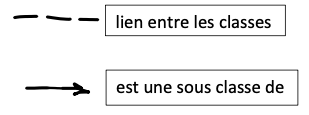 lien entre les classes
est une sous classe de